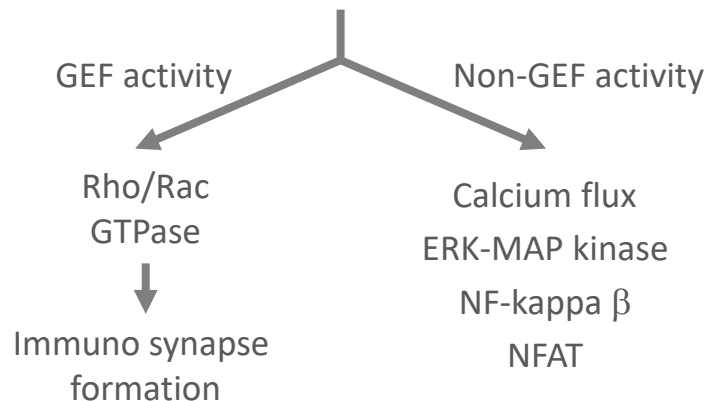 GEF activity
Non-GEF activity
Rho/Rac
GTPase
Immuno synapse
formation
Calcium flux
ERK-MAP kinase
NF-kappa β
NFAT